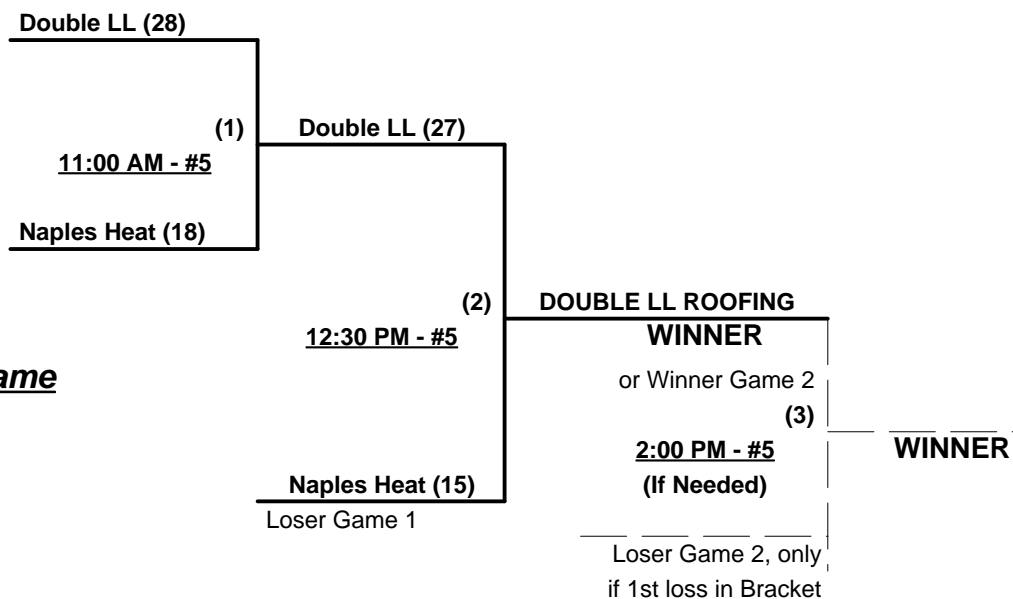 Double LL (28)
(1)
Double LL (27)
11:00 AM - #5
Naples Heat (18)
(2)
DOUBLE LL ROOFING
12:30 PM - #5
WINNER
or Winner Game 2
(3)
2:00 PM - #5
WINNER
(If Needed)
Naples Heat (15)
Loser Game 1
Loser Game 2, only
if 1st loss in Bracket